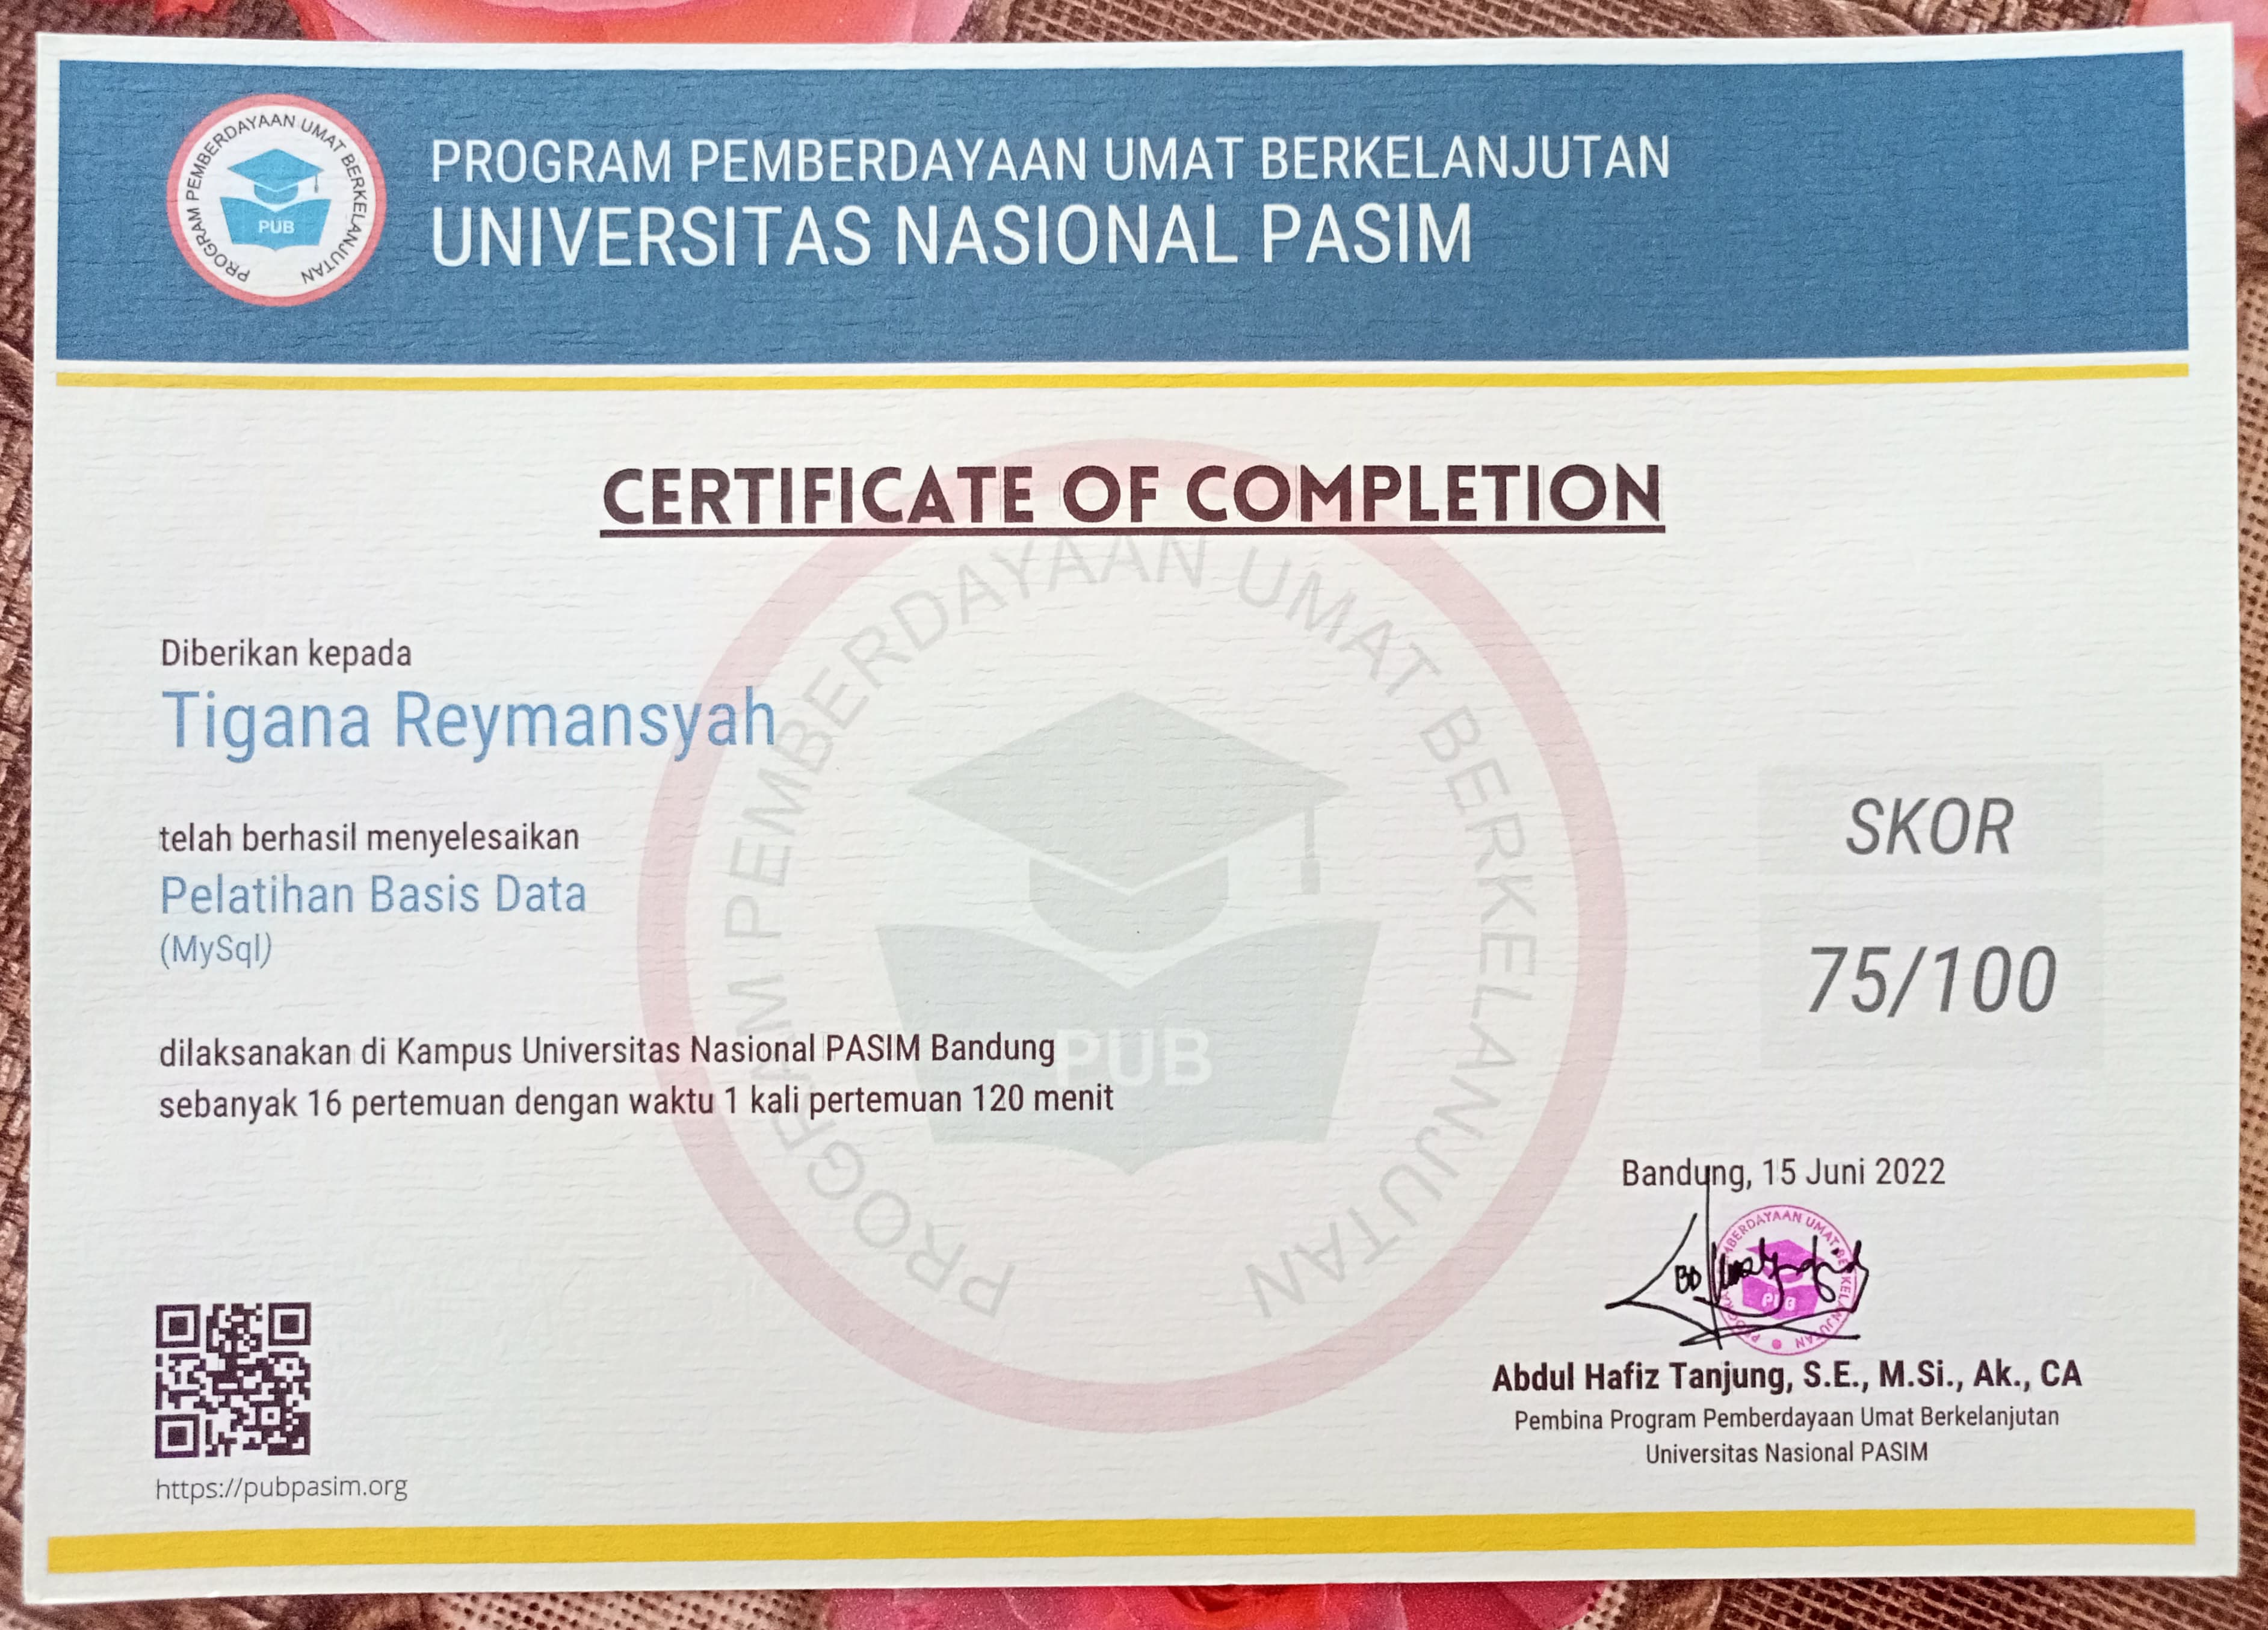 PROGRAM PEMBERDAYAAN UMAT BERKELANJUTAN
PUB
PROGRAM PEMBERDAYAAN UMAT BERKELANJUTAN
UNIVERSITAS NASIONAL PASIM
CERTIFICATE OF COMPLETION
PROGRAM PEMBERDAYAAN UMAT BERKELANJUTAN
PUB
Diberikan kepada
Tigana Reymansyah
telah berhasil menyelesaikan
Pelatihan Basis Data
(MySql)
SKOR
75/100
dilaksanakan di Kampus Universitas Nasional PASIM Bandung
sebanyak 16 pertemuan dengan waktu 1 kali pertemuan 120 menit
Bandung, 15 Juni 2022
BERDAYAAN UMAT BERKELANJUTAN
PUB
Abdul Hafiz Tanjung, S.E., M.Si., Ak., CA
Pembina Program Pemberdayaan Umat Berkelanjutan
Universitas Nasional PASIM
https://pubpasim.org